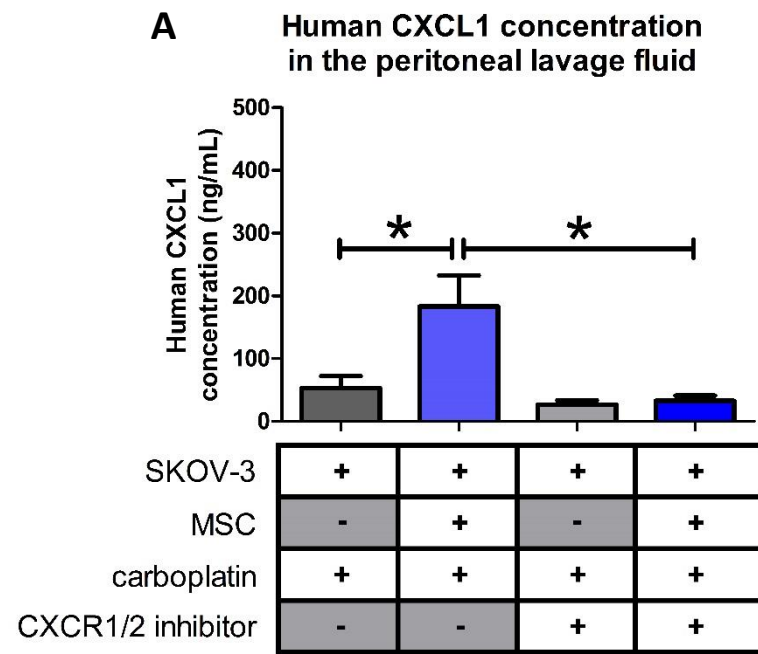 A
Human CXCL1 concentration
in the peritoneal lavage fluid
Human CXCL1
concentration (ng/mL)
500
400
300
200
100
0
* *
SKOV-3 + + + +
MSC - + - +
carboplatin + + + +
CXCR1/2 inhibitor - - + +